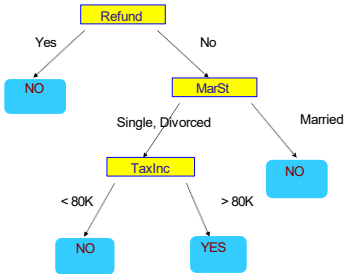 Refund
Yes
No
NO
MarSt
Single, Divorced
Married
TaxInc
NO
< 80K
> 80K
NO
YES